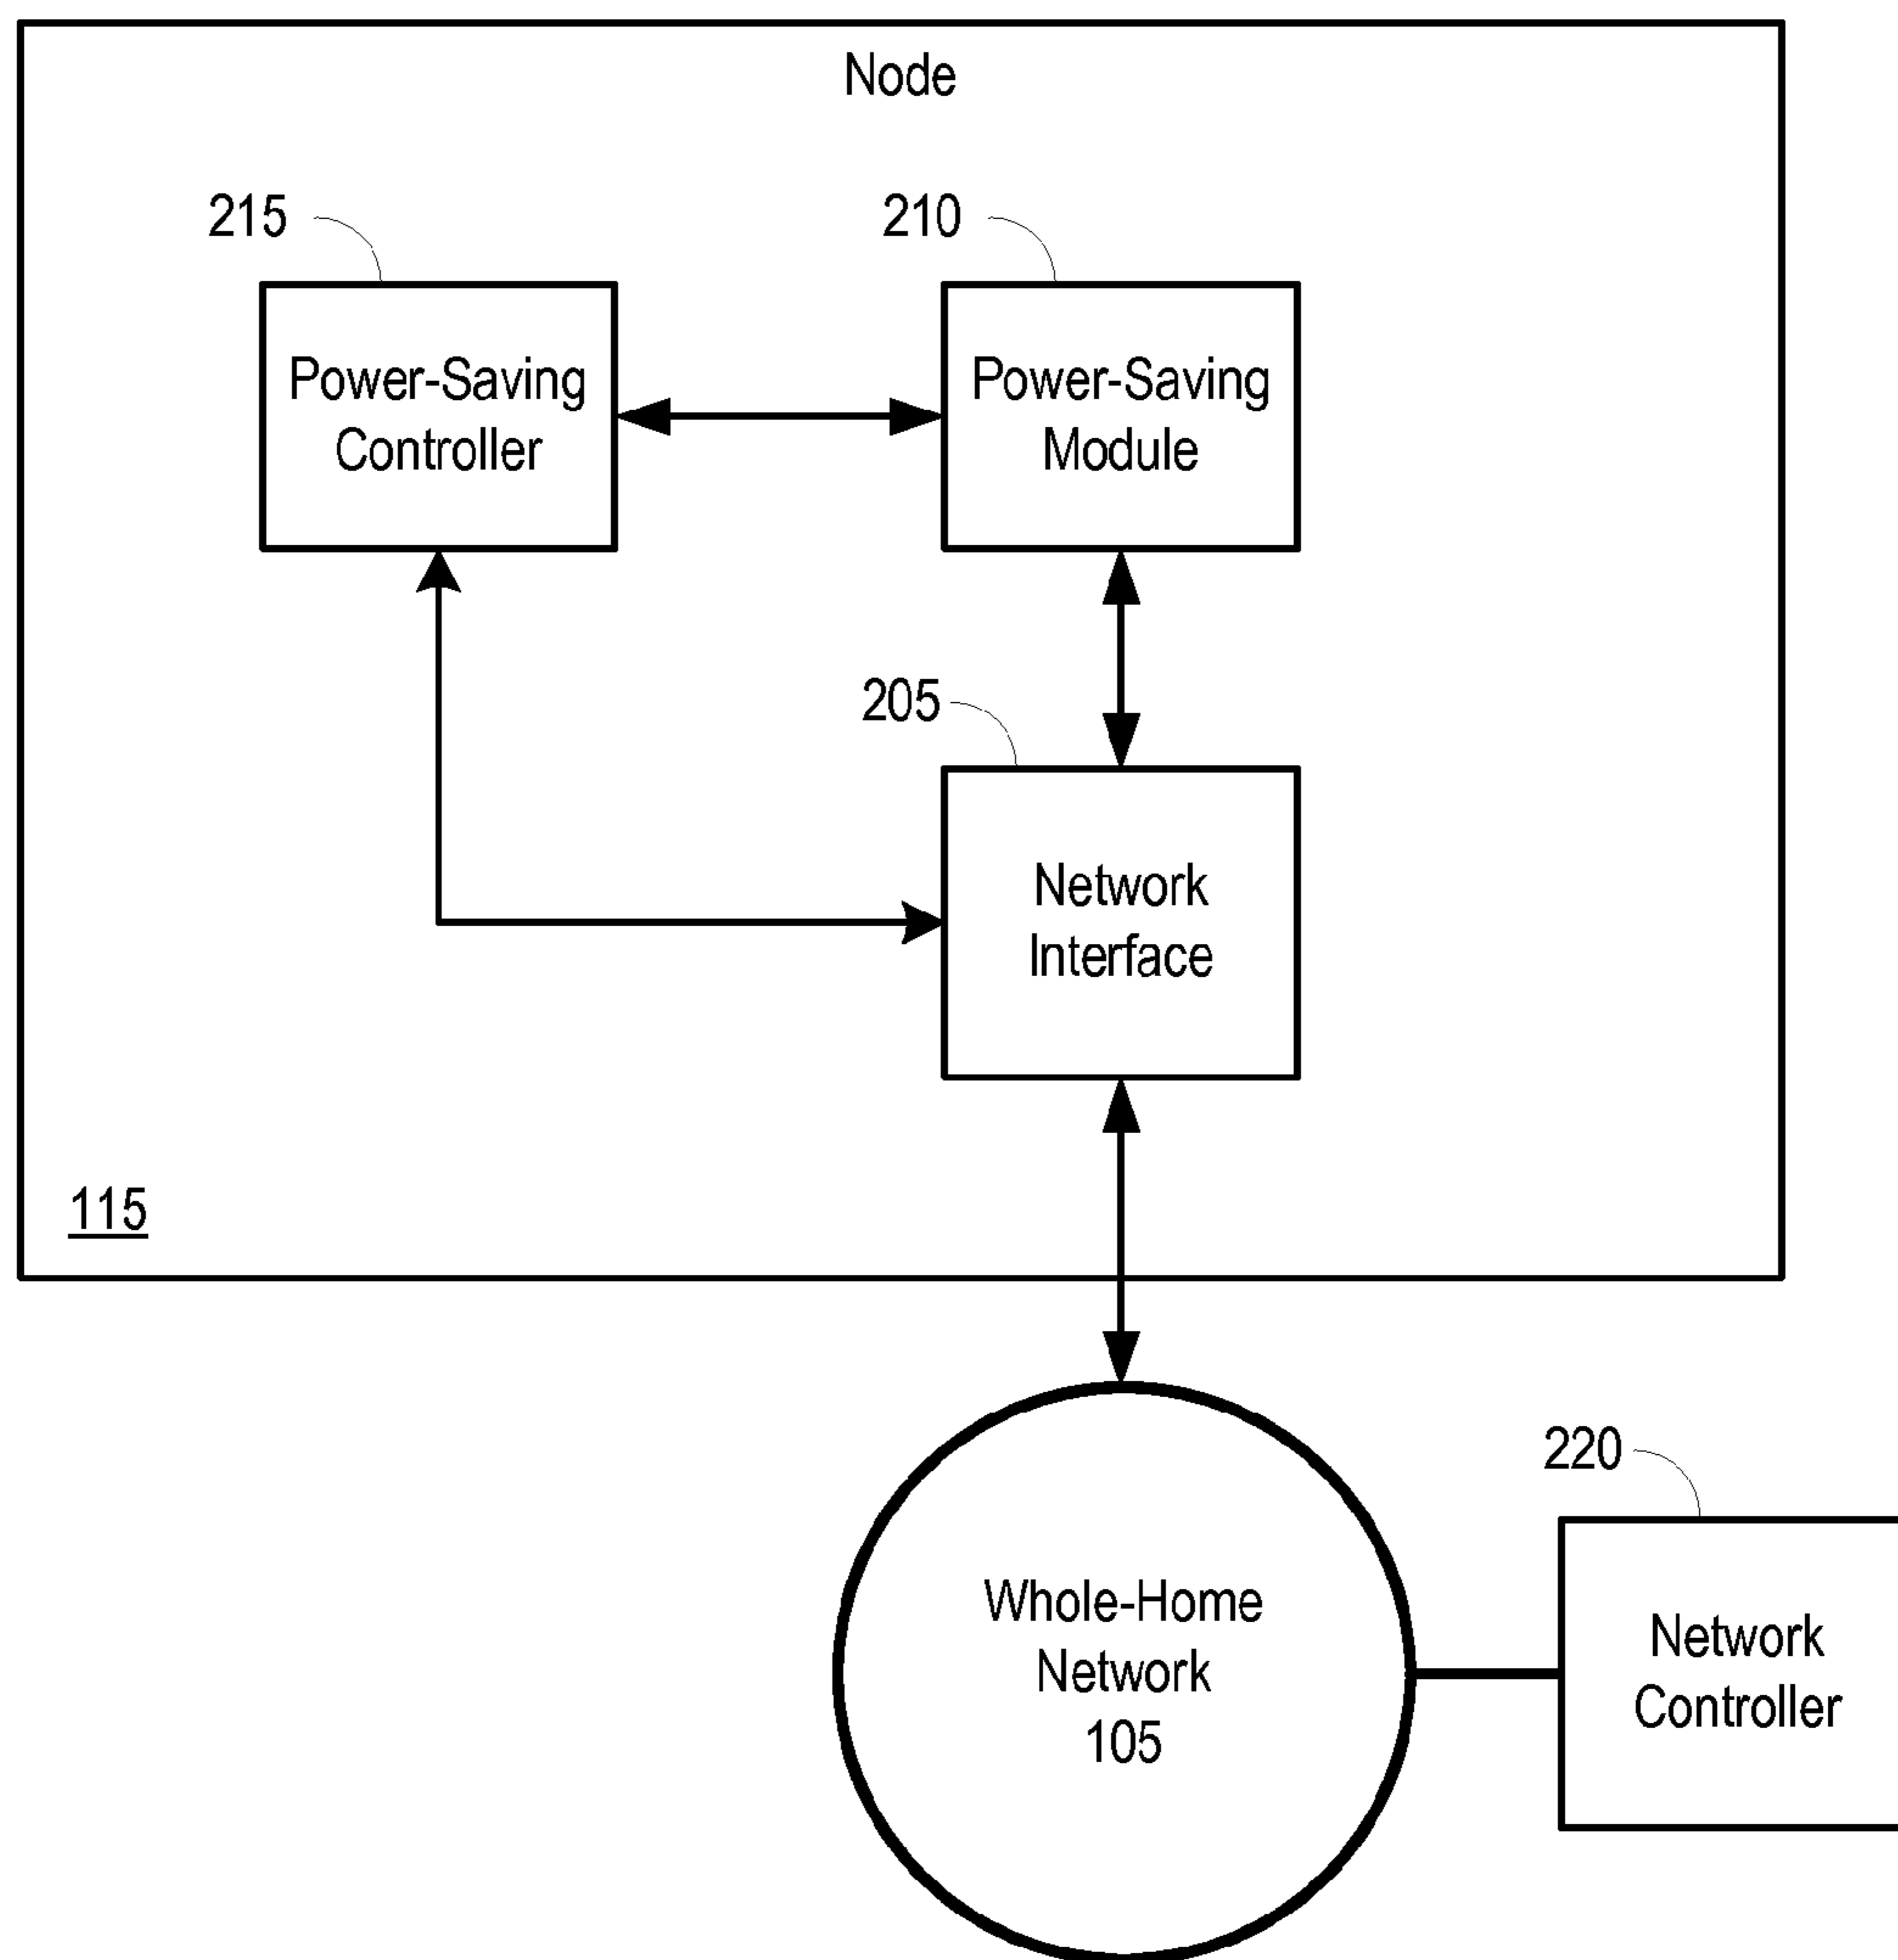 Node
215
210
Power-Saving
Controller
Power-Saving
Module
205
Network
Interface
115
220
Whole-Home
Network
105
Network
Controller